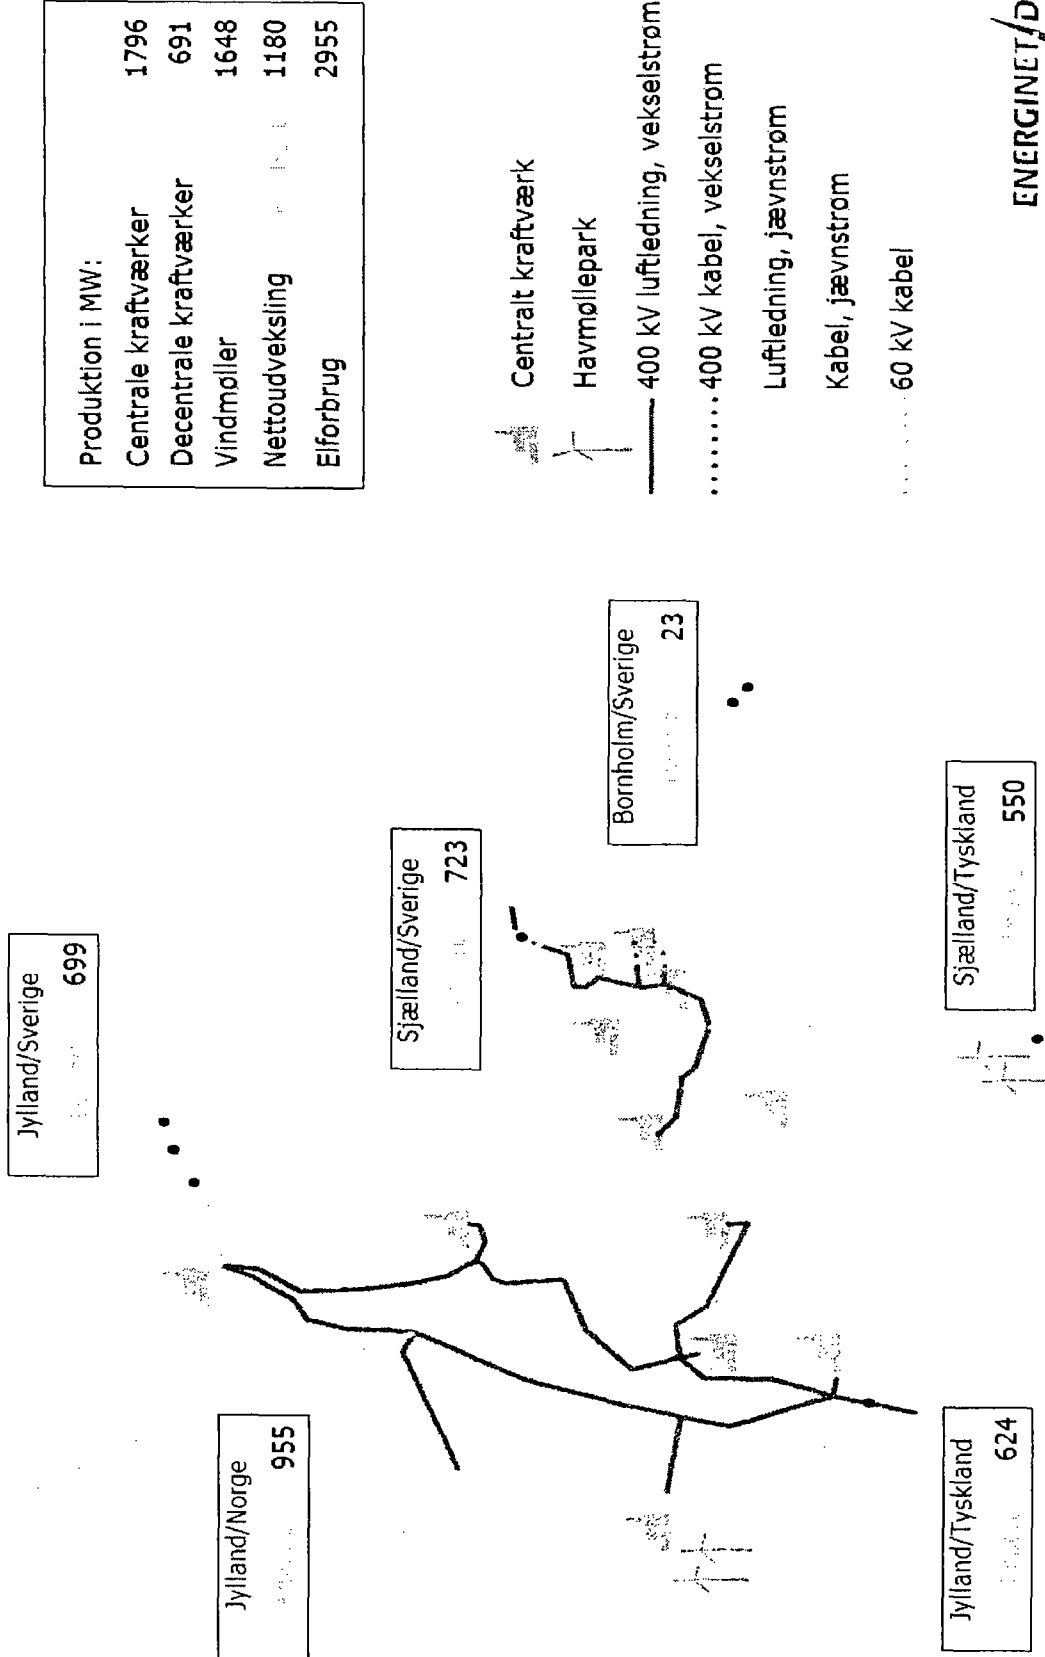 Produktion i MW:
Centrale kraftværker 1796
Decentrale kraftværker 691
Vindmøller 1648
Nettoudveksling 1180
Elforbrug 2955
Centralt kraftværk
Havmøllepark
400 kV luftledning, vekselstrøm
400 kV kabel, vekselstrøm
Luftledning, jævnstrøm
Kabel, jævnstrøm
60 kV kabel
Jylland/Norge
955
Jylland/Sverige
699
Sjælland/Sverige
723
Bornholm/Sverige
23
Jylland/Tyskland
624
Sjælland/Tyskland
550
ENERGINET/D